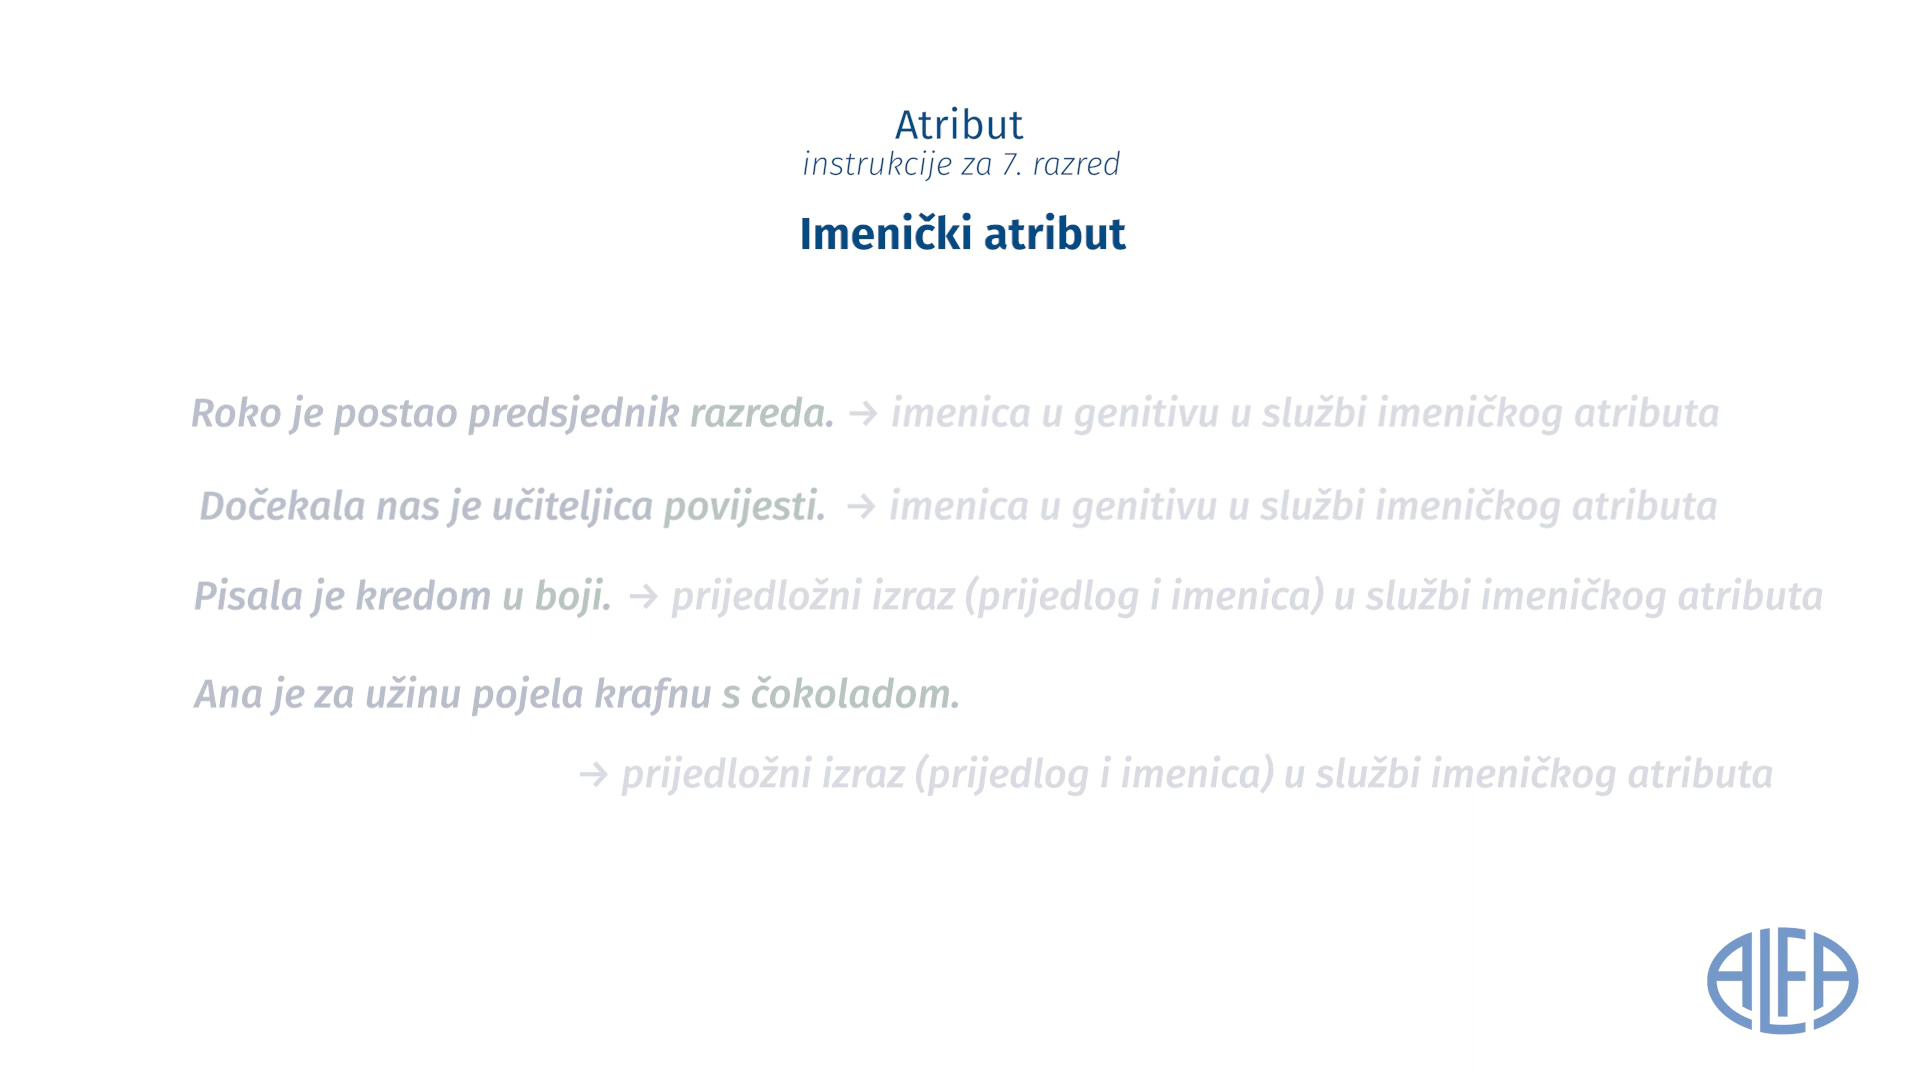 Atribut
instrukcije za 7. razred
Imenički atribut
Roko je postao predsjednik razreda. → imenica u genitivu u službi imeničkog atributa
Dočekala nas je učiteljica povijesti. → imenica u genitivu u službi imeničkog atributa
Pisala je kredom u boji. → prijedložni izraz (prijedlog i imenica) u službi imeničkog atributa
Ana je za užinu pojela krafnu s čokoladom.
→ prijedložni izraz (prijedlog i imenica) u službi imeničkog atributa
ALFA